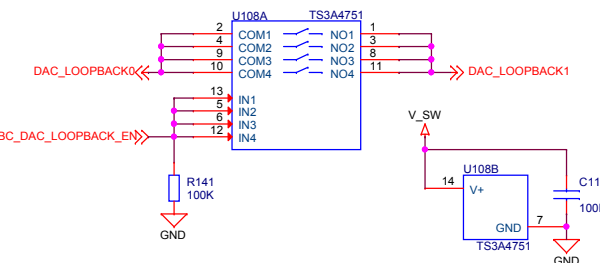 U108A TS3A4751
2 COM1 NO1 1
4 COM2 NO2 3
9 COM3 NO3 8
10 COM4 NO4 11
DAC_LOOPBACK0 DAC_LOOPBACK1
13 IN1
5 IN2
6 IN3
12 IN4
BC_DAC_LOOPBACK_EN
R141
100K
GND
V_SW
U108B
14 V+
GND 7
TS3A4751
C11
100
GND